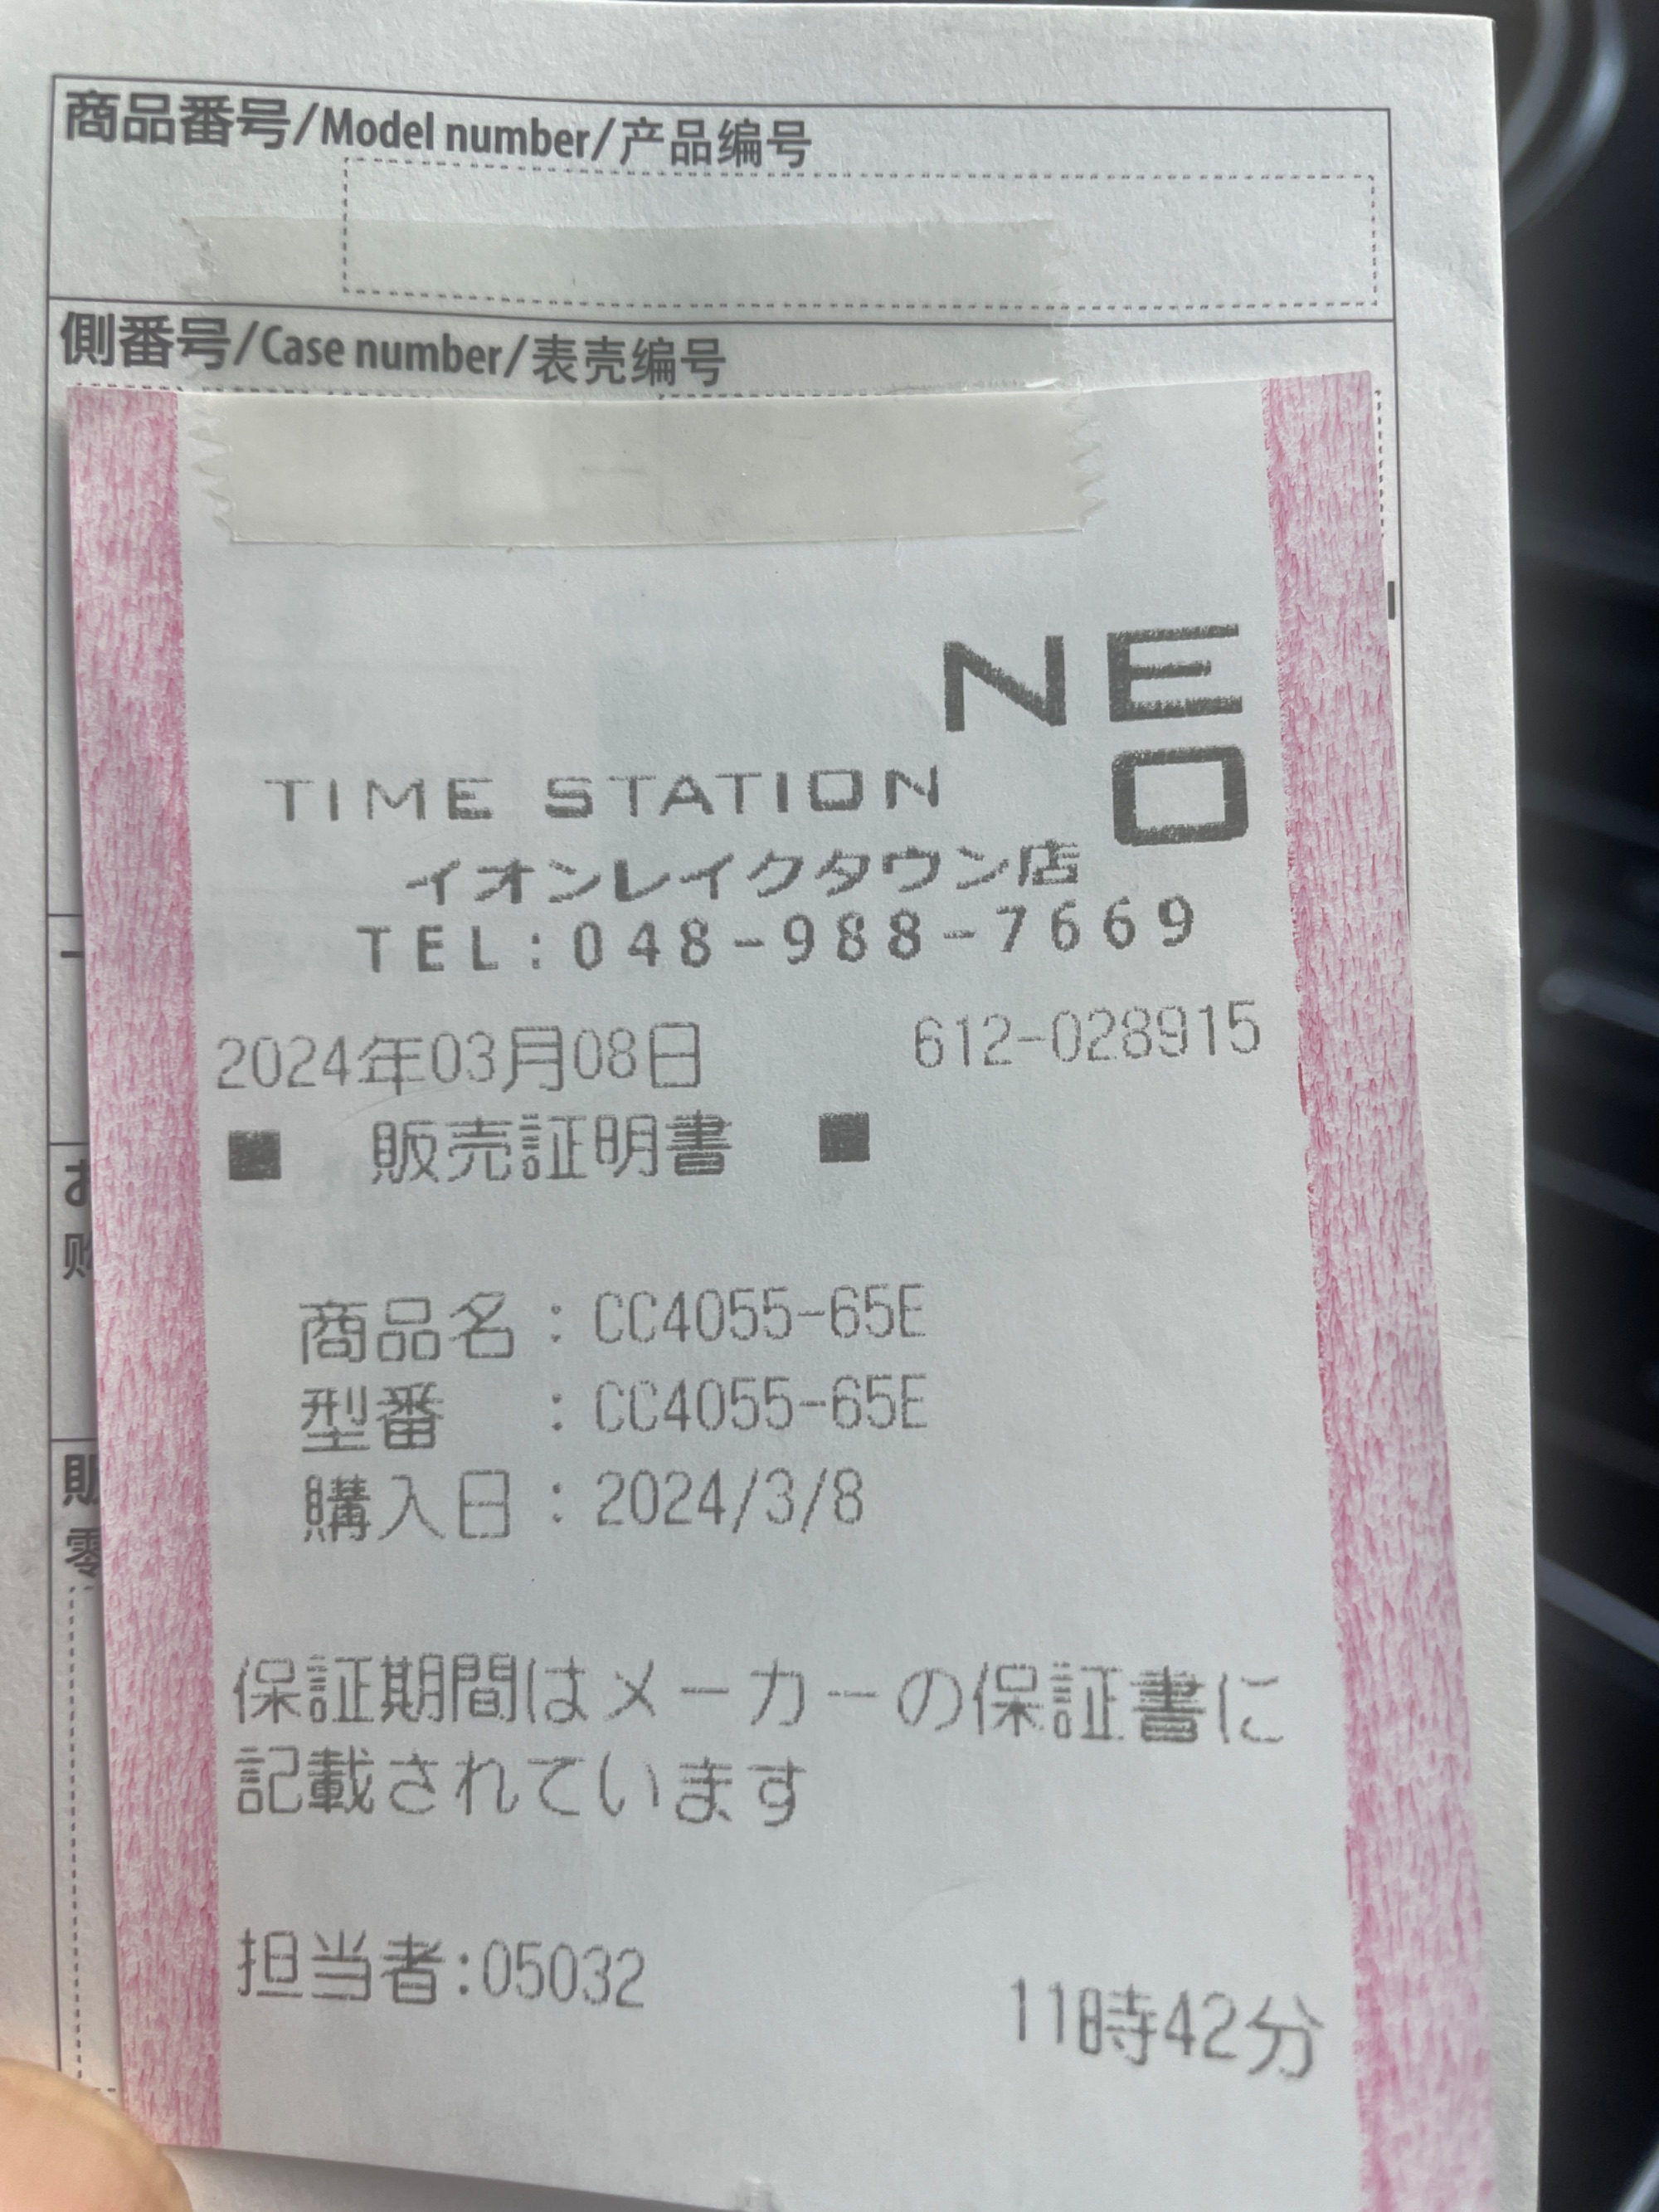 商品番号/Model number/产品编号
側番号/Case number/表壳编号
NE
O
TIME STATION
イオンレイクタウン店
TEL:048-988-7669
2024年03月08日 612-028915
■ 販売証明書 ■
商品名:CC4055-65E
型番 :CC4055-65E
購入日:2024/3/8
保証期間はメーカーの保証書に
記載されています
担当者:05032
11時42分